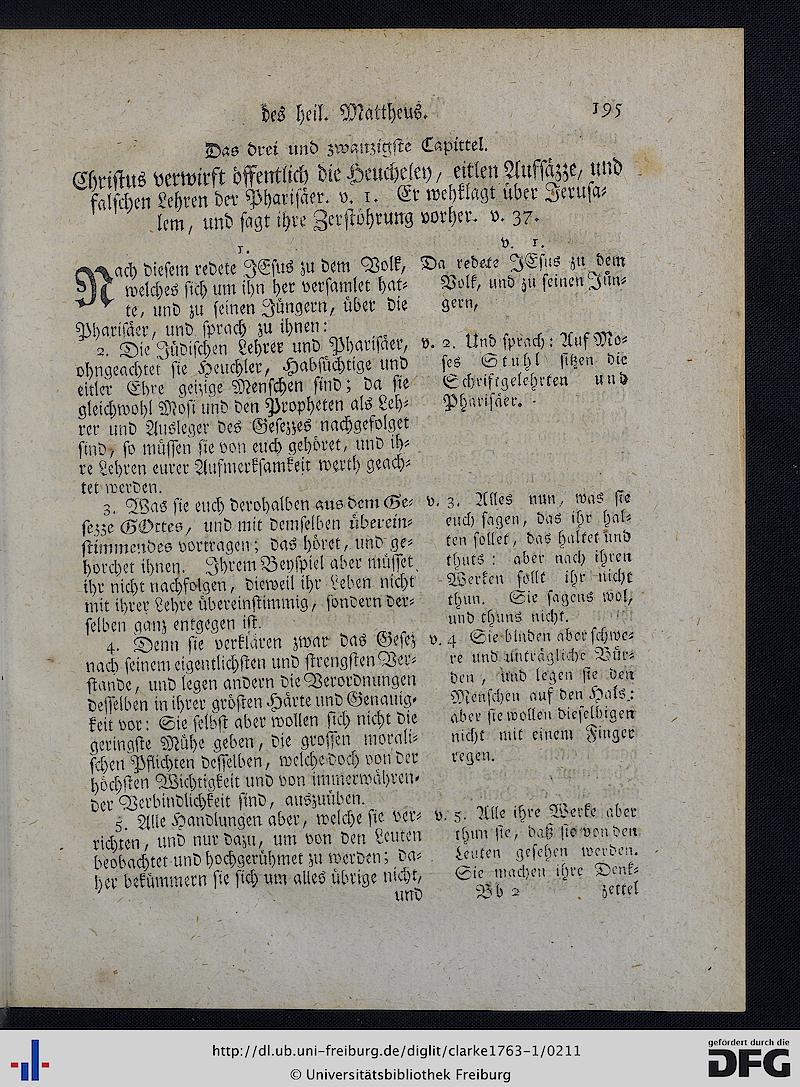 des heil. Mattheus. 195
Das drei und zwanzigste Capittel.
Christus verwirft öffentlich die Heucheley, eitlen Aufsäzze, und
falschen Lehren der Pharisäer. v. 1. Er wehklagt über Jerusa=
lem, und sagt ihre Zerstöhrung vorher. v. 37.
1.
Nach diesem redete JEsus zu dem Volk,
welches sich um ihn her versamlet hat=
te, und zu seinen Jüngern, über die
Pharisäer, und sprach zu ihnen:
2. Die Jüdischen Lehrer und Pharisäer,
ohngeachtet sie Heuchler, Habsüchtige und
eitler Ehre geizige Menschen sind; da sie
gleichwohl Mosi und den Propheten als Leh=
rer und Ausleger des Gesezzes nachgefolget
sind, so müssen sie von euch gehöret, und ih=
re Lehren eurer Aufmerksamkeit werth geach=
tet werden.
3. Was sie euch derohalben aus dem Ge=
sezze GOttes, und mit demselben überein=
stimmendes vortragen; das höret, und ge=
horchet ihnen. Ihrem Beyspiel aber müsset
ihr nicht nachfolgen, dieweil ihr Leben nicht
mit ihrer Lehre übereinstimmig, sondern der=
selben ganz entgegen ist.
4. Denn sie verklären zwar das Gesez
nach seinem eigentlichsten und strengsten Ver=
stande, und legen andern die Verordnungen
desselben in ihrer grösten Härte und Genauig=
keit vor: Sie selbst aber wollen sich nicht die
geringste Mühe geben, die grossen morali=
schen Pflichten desselben, welche doch von der
höchsten Wichtigkeit und von immerwähren=
der Verbindlichkeit sind, auszuüben.
5. Alle Handlungen aber, welche sie ver=
richten, und nur dazu, um von den Leuten
beobachtet und hochgerühmet zu werden; da=
her bekümmern sie sich um alles übrige nicht,
und
v. 1.
Da redete JEsus zu dem
Volk, und zu seinen Jün=
gern,
v. 2. Und sprach: Auf Mo=
ses Stuhl sitzen die
Schriftgelehrten und
Pharisäer.
v. 3. Alles nun, was sie
euch sagen, das ihr hal=
ten sollet, das haltet und
thuts: aber nach ihren
Werken sollt ihr nicht
thun. Sie sagens wol,
und thuns nicht.
v. 4 Sie binden aber schwe=
re und unträgliche Bür=
den, und legen sie den
Menschen auf den Hals:
aber sie wollen dieselbigen
nicht mit einem Finger
regen.
v. 5. Alle ihre Werke aber
thun sie, daß sie von den
Leuten gesehen werden.
Sie machen ihre Denk=
Bb 2 zettel
http://dl.ub.uni-freiburg.de/diglit/clarke1763-1/0211
© Universitätsbibliothek Freiburg
gefördert durch die
DFG